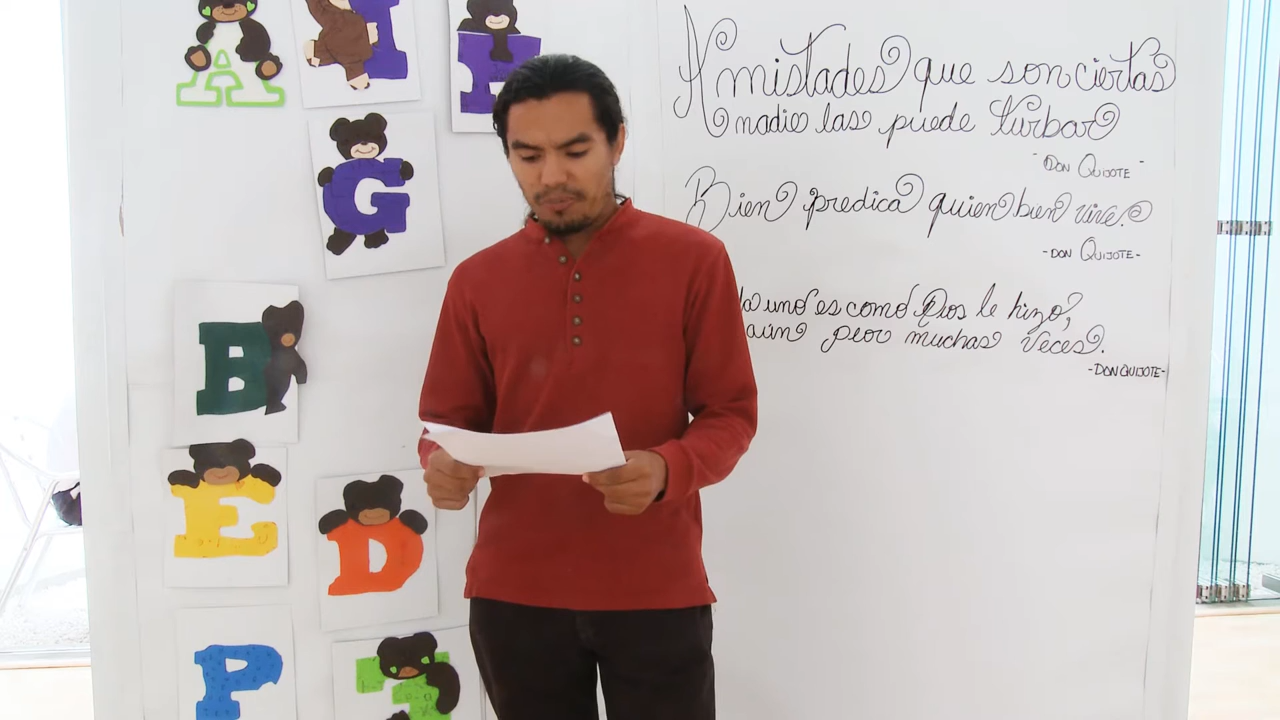 A
I
G
B
E
D
P
Amistades que son ciertas
nadie las puede turbar
- Don Quijote -
Bien predica quien bien vive.
- Don Quijote -
uno es como Dios le hizo,
aún peor muchas veces.
- Don Quijote -